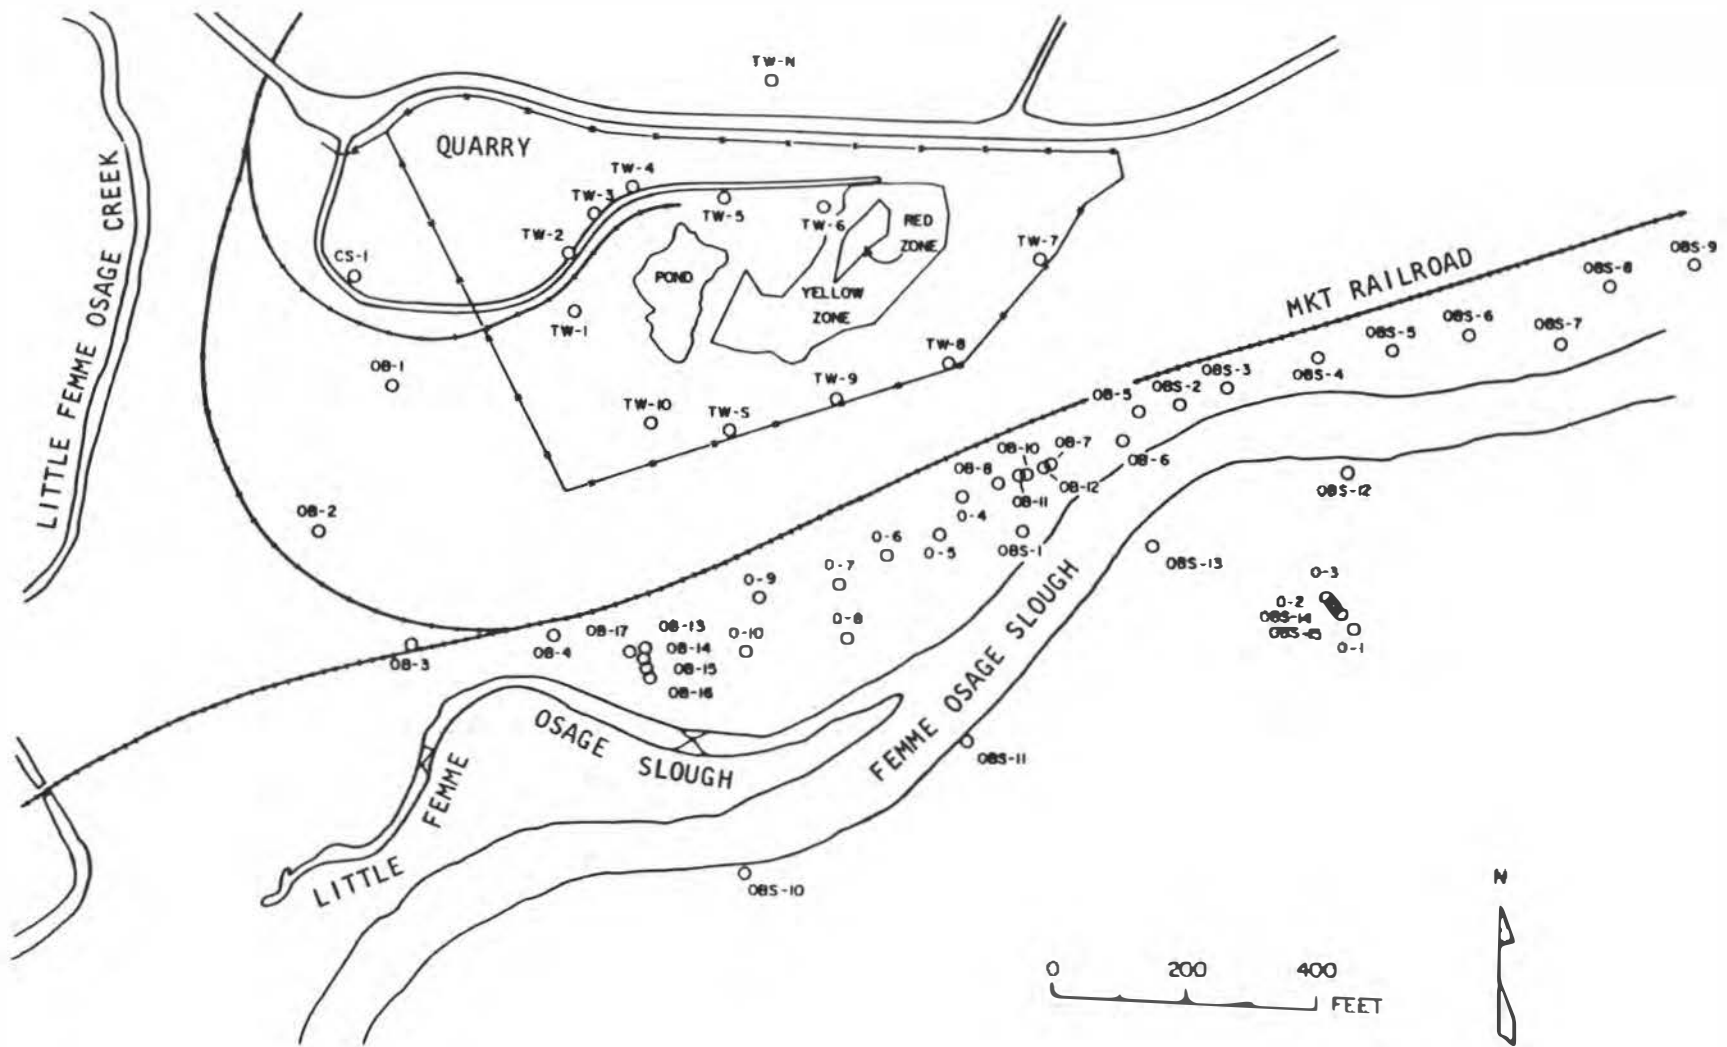 TW-N
LITTLE FEMME OSAGE CREEK
QUARRY
TW-4
TW-3
TW-5
TW-6
RED
ZONE
TW-2
TW-7
CS-1
POND
YELLOW
ZONE
TW-1
MKT RAILROAD
OBS-9
OBS-8
OBS-7
OBS-6
OBS-5
OBS-4
OBS-3
OBS-2
OB-5
OB-1
TW-8
TW-9
TW-10
TW-S
OB-10
OB-7
OB-6
OB-8
OB-11
OB-12
OBS-12
OB-2
O-4
O-5
O-6
OBS-1
OBS-13
O-7
O-9
O-3
O-2
OBS-14
OBS-15
O-1
O-8
O-10
OB-13
OB-17
OB-14
OB-15
OB-16
OB-3
OB-4
FEMME OSAGE SLOUGH
LITTLE FEMME OSAGE SLOUGH
OBS-11
OBS-10
N
0 200 400
FEET